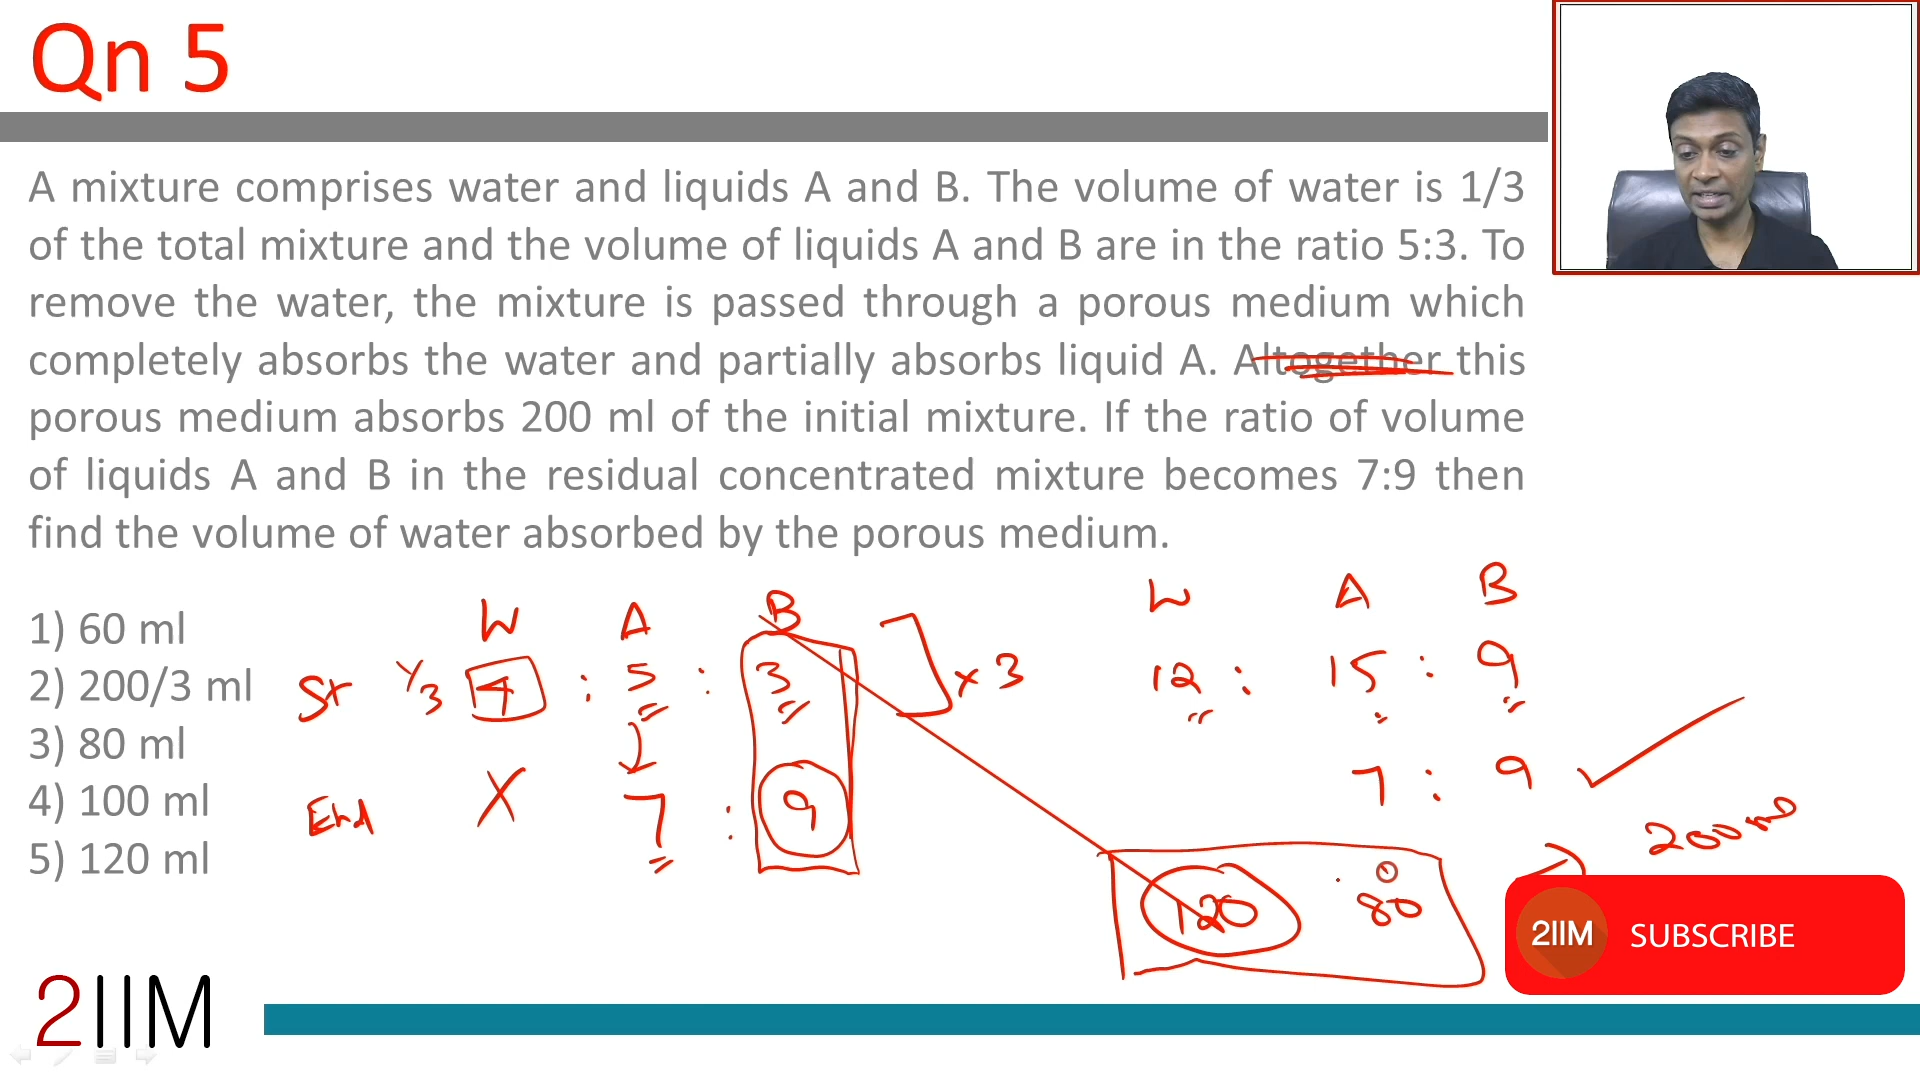 Qn 5
A mixture comprises water and liquids A and B. The volume of water is 1/3
of the total mixture and the volume of liquids A and B are in the ratio 5:3. To
remove the water, the mixture is passed through a porous medium which
completely absorbs the water and partially absorbs liquid A. Altogether this
porous medium absorbs 200 ml of the initial mixture. If the ratio of volume
of liquids A and B in the residual concentrated mixture becomes 7:9 then
find the volume of water absorbed by the porous medium.
1) 60 ml
2) 200/3 ml
3) 80 ml
4) 100 ml
5) 120 ml
W A B
St 1/3 4 : 5 : 3 x 3
End X 7 : 9
W A B
12 : 15 : 9
7 : 9
200 ml
120 80
2IIM SUBSCRIBE
2IIM